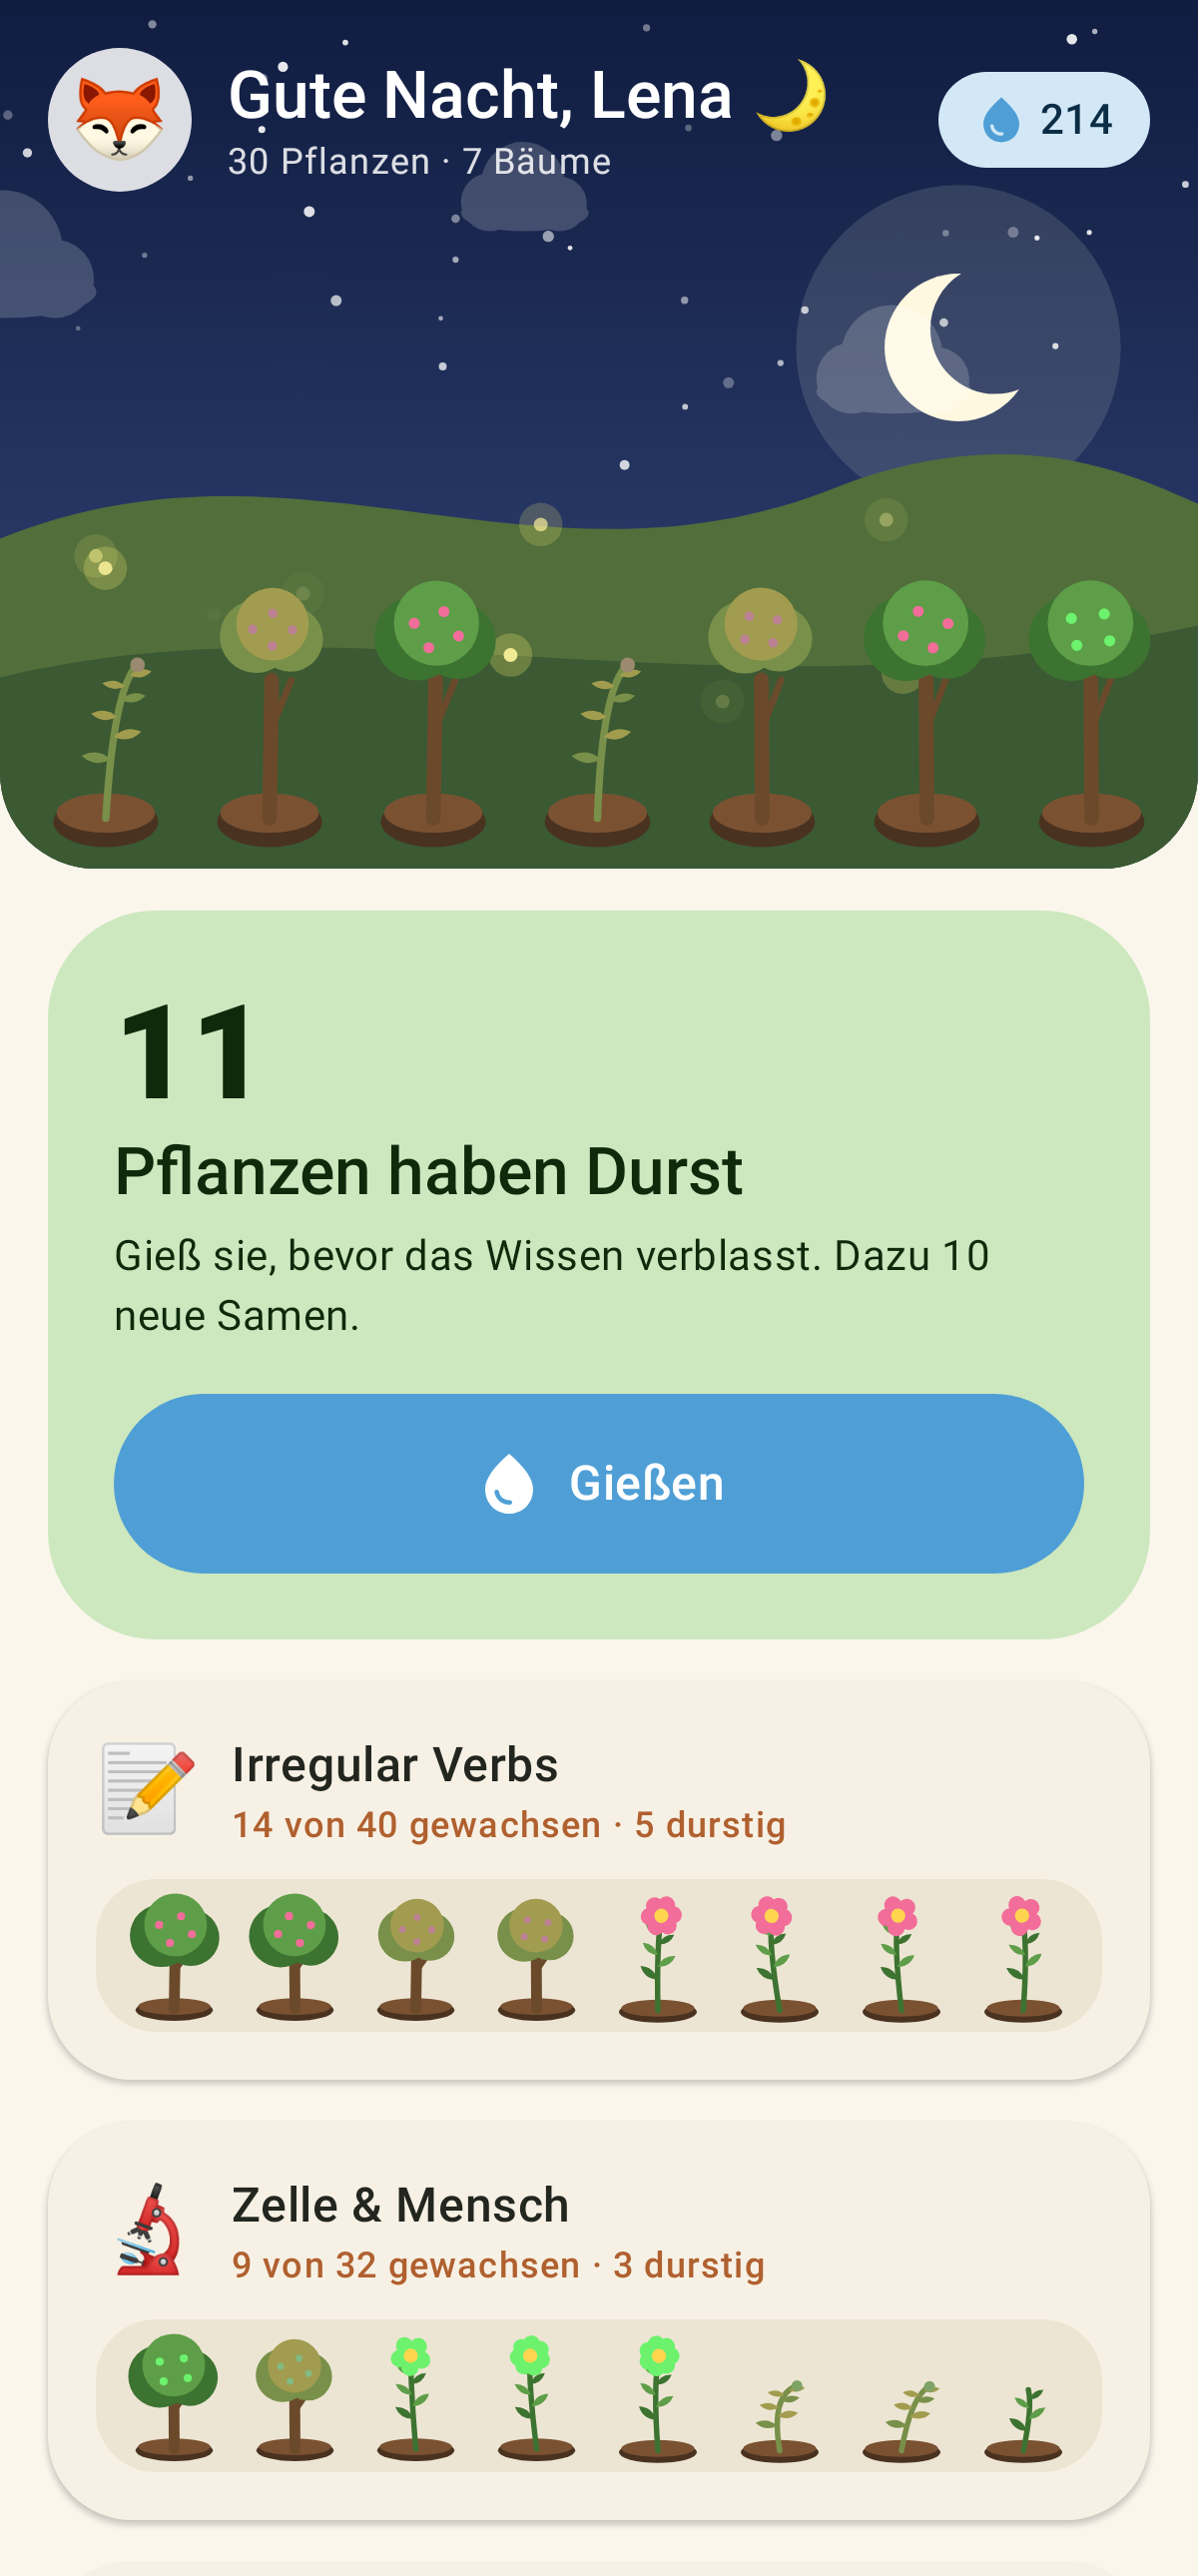 Gute Nacht, Lena 🌙
30 Pflanzen · 7 Bäume
214
11
Pflanzen haben Durst
Gieß sie, bevor das Wissen verblasst. Dazu 10
neue Samen.
Gießen
Irregular Verbs
14 von 40 gewachsen · 5 durstig
Zelle & Mensch
9 von 32 gewachsen · 3 durstig